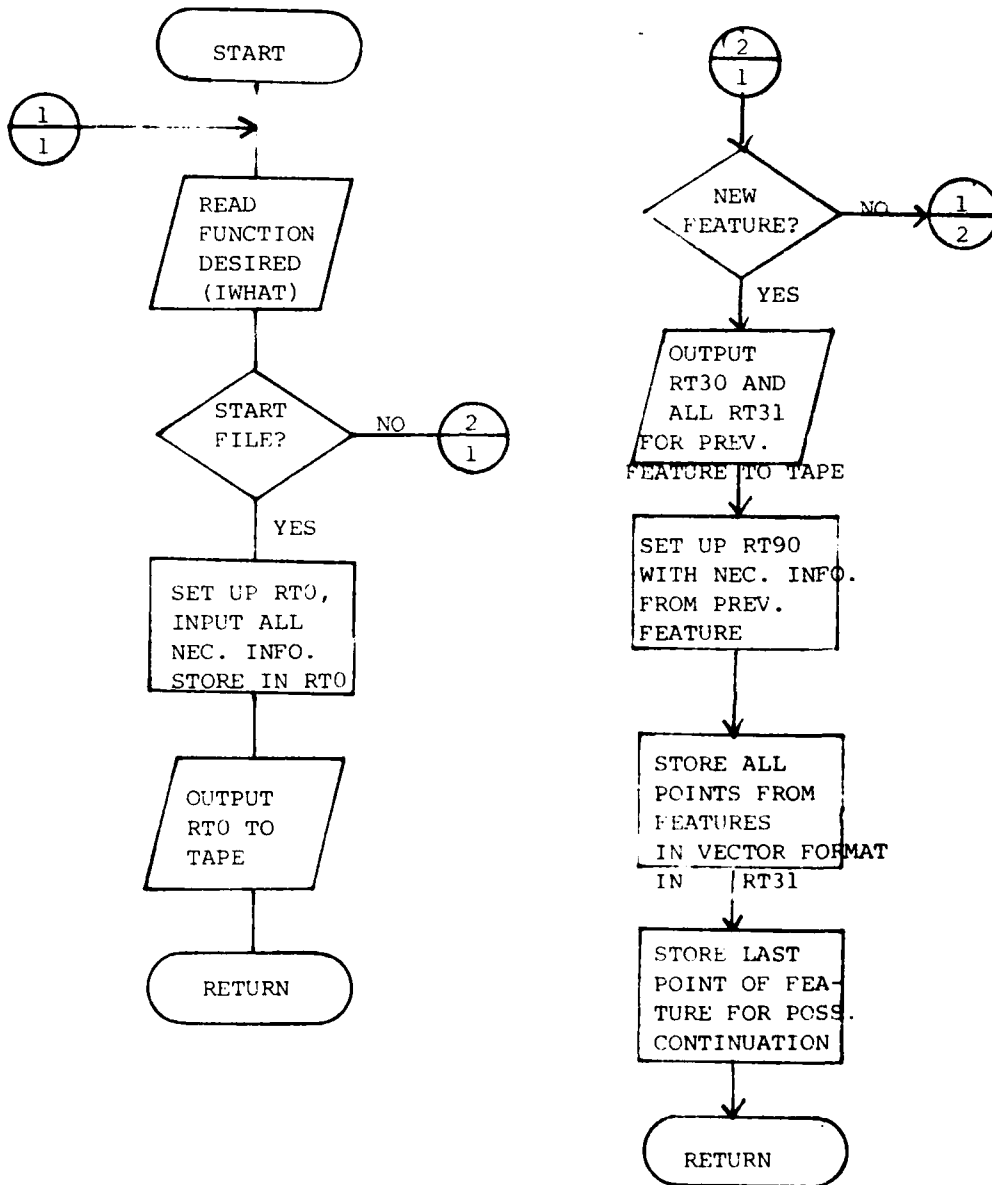 START
1
1
READ
FUNCTION
DESIRED
(IWHAT)
START
FILE?
NO
2
1
YES
SET UP RT0,
INPUT ALL
NEC. INFO.
STORE IN RT0
OUTPUT
RT0 TO
TAPE
RETURN
2
1
NEW
FEATURE?
NO
1
2
YES
OUTPUT
RT30 AND
ALL RT31
FOR PREV.
FEATURE TO TAPE
SET UP RT90
WITH NEC. INFO.
FROM PREV.
FEATURE
STORE ALL
POINTS FROM
FEATURES
IN VECTOR FORMAT
IN RT31
STORE LAST
POINT OF FEA-
TURE FOR POSS.
CONTINUATION
RETURN